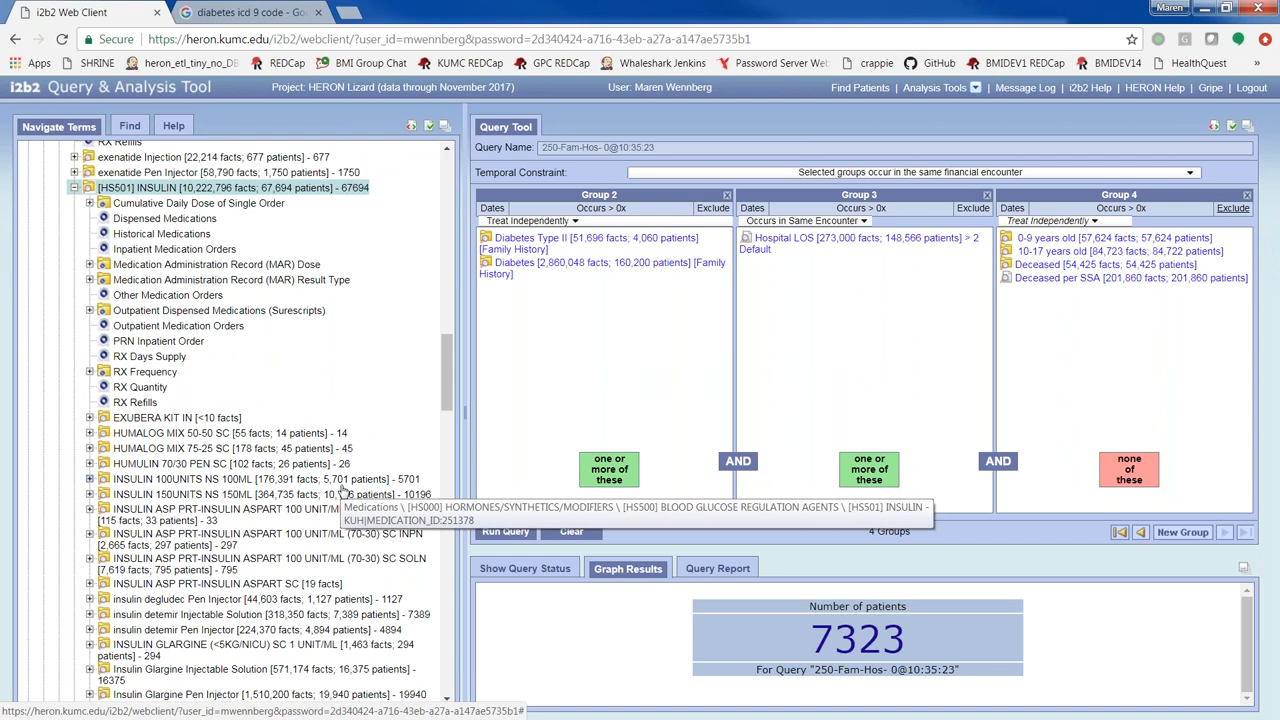 Maren
i2b2 Web Client
diabetes icd 9 code - Go
Secure
https://heron.kumc.edu/i2b2/webclient/?user_id=mwennberg&password=2d340424-a716-43eb-a27a-a147ae5735b1
SHRINE heron_etl_tiny_no_DB REDCap BMI Group Chat KUMC REDCap GPC REDCap Whaleshark Jenkins Password Server Web crappie GitHub BMIDEV1 REDCap BMIDEV14 HealthQuest »
i2b2 Query & Analysis Tool
Project: HERON Lizard (data through November 2017)
User: Maren Wennberg
Find Patients | Analysis Tools | Message Log | i2b2 Help | HERON Help | Gripe | Logout
Navigate Terms Find Help
RX Refills
exenatide Injection [22,214 facts; 677 patients] - 677
exenatide Pen Injector [58,790 facts; 1,750 patients] - 1750
[HS501] INSULIN [10,222,796 facts; 67,694 patients] - 67694
Cumulative Daily Dose of Single Order
Dispensed Medications
Historical Medications
Inpatient Medication Orders
Medication Administration Record (MAR) Dose
Medication Administration Record (MAR) Result Type
Other Medication Orders
Outpatient Dispensed Medications (Surescripts)
Outpatient Medication Orders
PRN Inpatient Order
RX Days Supply
RX Frequency
RX Quantity
RX Refills
EXUBERA KIT IN [<10 facts]
HUMALOG MIX 50-50 SC [55 facts; 14 patients] - 14
HUMALOG MIX 75-25 SC [178 facts; 45 patients] - 45
HUMULIN 70/30 PEN SC [102 facts; 26 patients] - 26
INSULIN 100UNITS NS 100ML [176,391 facts; 5,701 patients] - 5701
INSULIN 150UNITS NS 150ML [364,735 facts; patients] - 10196
INSULIN ASP PRT-INSULIN ASPART 100 UNIT/M
[115 facts; 33 patients] - 33
INSULIN ASP PRT-INSULIN ASPART 100 UNIT/ML (70-30) SC INPN
[2,665 facts; 297 patients] - 297
INSULIN ASP PRT-INSULIN ASPART 100 UNIT/ML (70-30) SC SOLN
[7,619 facts; 795 patients] - 795
INSULIN ASP PRT-INSULIN ASPART SC [19 facts]
insulin degludec Pen Injector [44,603 facts; 1,127 patients] - 1127
insulin detemir Injectable Solution [318,350 facts; 7,389 patients] - 7389
insulin detemir Pen Injector [224,370 facts; 4,894 patients] - 4894
INSULIN GLARGINE (<5KG/NICU) SC 1 UNIT/ML [1,463 facts; 294
patients] - 294
Insulin Glargine Injectable Solution [571,174 facts; 16,375 patients] -
16375
Insulin Glargine Pen Injector [1,510,200 facts; 19,940 patients] - 19940
Medications \ [HS000] HORMONES/SYNTHETICS/MODIFIERS \ [HS500] BLOOD GLUCOSE REGULATION AGENTS \ [HS501] INSULIN -
KUH|MEDICATION_ID:251378
Query Tool
Query Name: 250-Fam-Hos- 0@10:35:23
Temporal Constraint: Selected groups occur in the same financial encounter
Group 2
Dates Occurs > 0x Exclude
Treat Independently
Diabetes Type II [51,696 facts; 4,060 patients]
[Family History]
Diabetes [2,860,048 facts; 160,200 patients] [Family
History]
one or
more of
these
AND
Group 3
Dates Occurs > 0x Exclude
Occurs in Same Encounter
Hospital LOS [273,000 facts; 148,566 patients] > 2
Default
one or
more of
these
AND
Group 4
Dates Occurs > 0x Exclude
Treat Independently
0-9 years old [57,624 facts; 57,624 patients]
10-17 years old [84,723 facts; 84,722 patients]
Deceased [54,425 facts; 54,425 patients]
Deceased per SSA [201,860 facts; 201,860 patients]
none
of
these
Run Query Clear 4 Groups New Group
Show Query Status Graph Results Query Report
Number of patients
7323
For Query "250-Fam-Hos- 0@10:35:23"
https://heron.kumc.edu/i2b2/webclient/?user_id=mwennberg&password=2d340424-a716-43eb-a27a-a147ae5735b1#